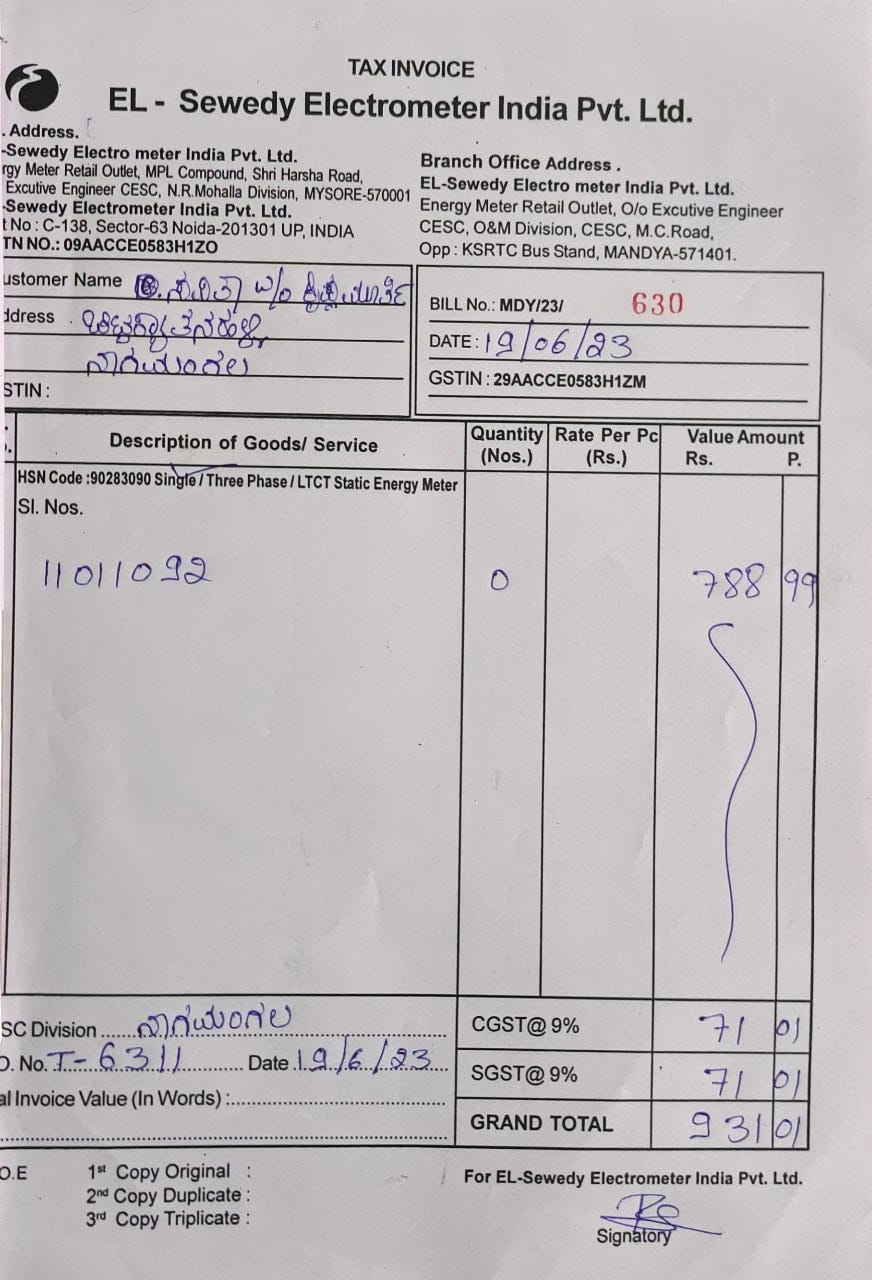 TAX INVOICE
EL - Sewedy Electrometer India Pvt. Ltd.
. Address.
-Sewedy Electro meter India Pvt. Ltd.
rgy Meter Retail Outlet, MPL Compound, Shri Harsha Road,
Excutive Engineer CESC, N.R.Mohalla Division, MYSORE-570001
-Sewedy Electrometer India Pvt. Ltd.
t No : C-138, Sector-63 Noida-201301 UP, INDIA
TN NO.: 09AACCE0583H1ZO
Branch Office Address .
EL-Sewedy Electro meter India Pvt. Ltd.
Energy Meter Retail Outlet, O/o Excutive Engineer
CESC, O&M Division, CESC, M.C.Road,
Opp : KSRTC Bus Stand, MANDYA-571401.
ustomer Name W/o
ddress
ನಾಗಮಂಗಲ
STIN :
BILL No.: MDY/23/ 630
DATE : 19/06/23
GSTIN : 29AACCE0583H1ZM
Description of Goods/ Service Quantity (Nos.) Rate Per Pc (Rs.) Value Amount Rs. P.
HSN Code :90283090 Single / Three Phase / LTCT Static Energy Meter
Sl. Nos.
11011092 0 788 99
SC Division ...... ನಾಗಮಂಗಲ
CGST@ 9% 71 01
O. No. T- 6311 Date 19/6/23
SGST@ 9% 71 01
al Invoice Value (In Words) :
GRAND TOTAL 931 01
O.E
1st Copy Original :
2nd Copy Duplicate :
3rd Copy Triplicate :
For EL-Sewedy Electrometer India Pvt. Ltd.
Signatory